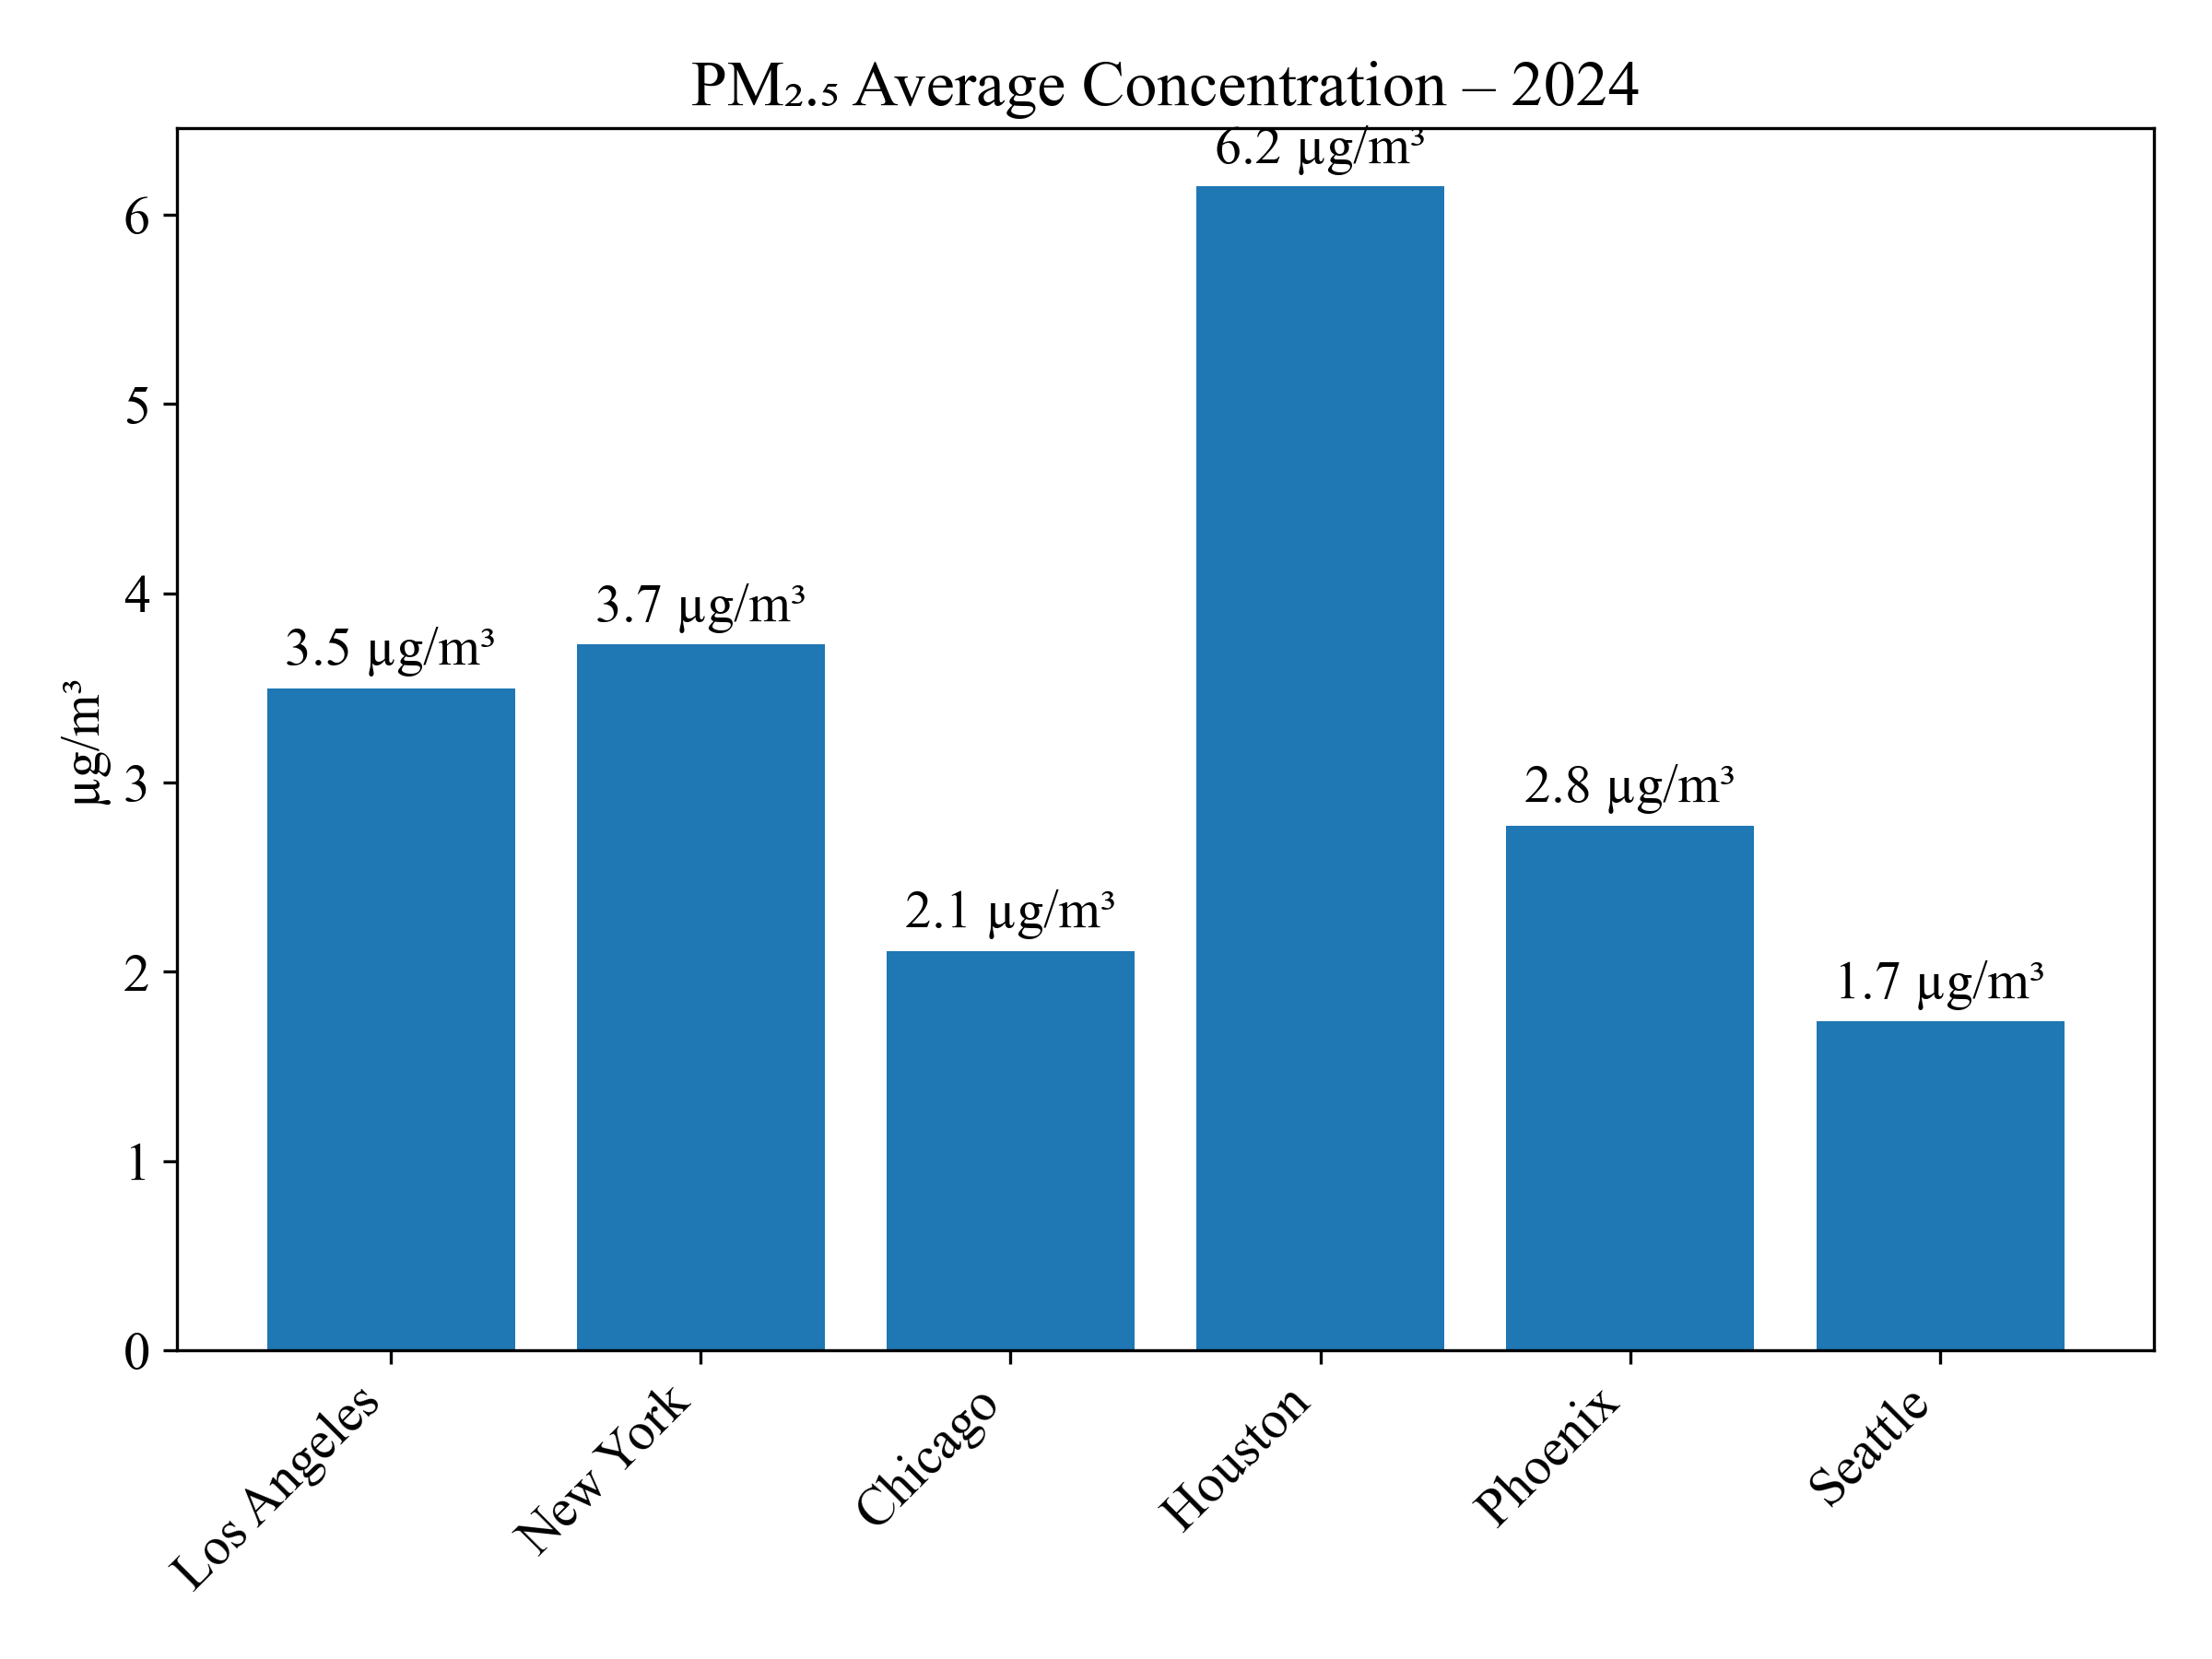 PM₂.₅ Average Concentration – 2024
µg/m³
6
5
4
3
2
1
0
3.5 µg/m³
3.7 µg/m³
2.1 µg/m³
6.2 µg/m³
2.8 µg/m³
1.7 µg/m³
Los Angeles
New York
Chicago
Houston
Phoenix
Seattle